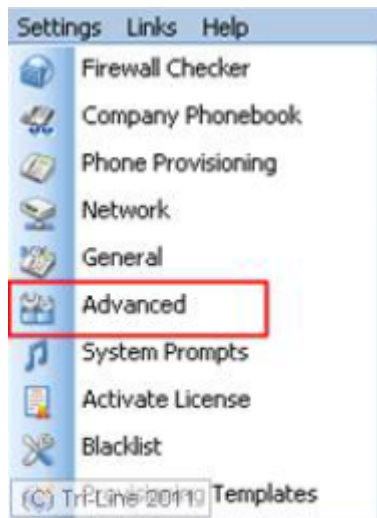 Settings Links Help
Firewall Checker
Company Phonebook
Phone Provisioning
Network
General
Advanced
System Prompts
Activate License
Blacklist
(C) Tri-Line 2011 Templates